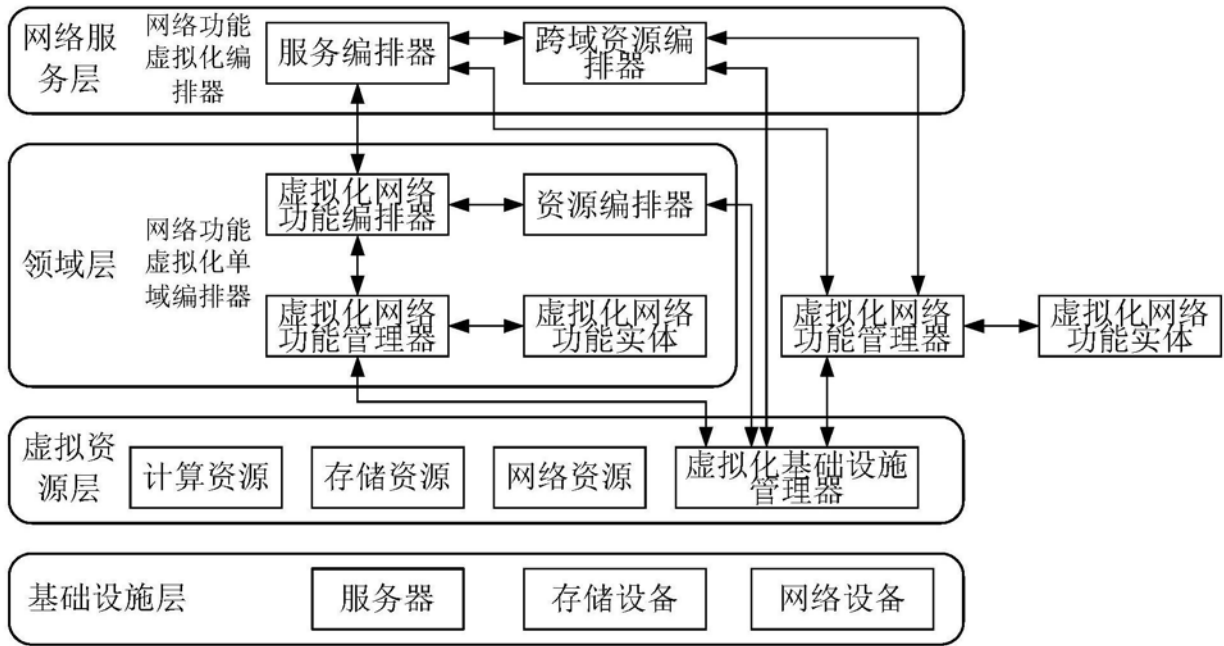 网络服
务层
网络功能
虚拟化编
排器
服务编排器
跨域资源编
排器
领域层
网络功能
虚拟化单
域编排器
虚拟化网络
功能编排器
资源编排器
虚拟化网络
功能管理器
虚拟化网络
功能实体
虚拟化网络
功能管理器
虚拟化网络
功能实体
虚拟资
源层
计算资源
存储资源
网络资源
虚拟化基础设施
管理器
基础设施层
服务器
存储设备
网络设备